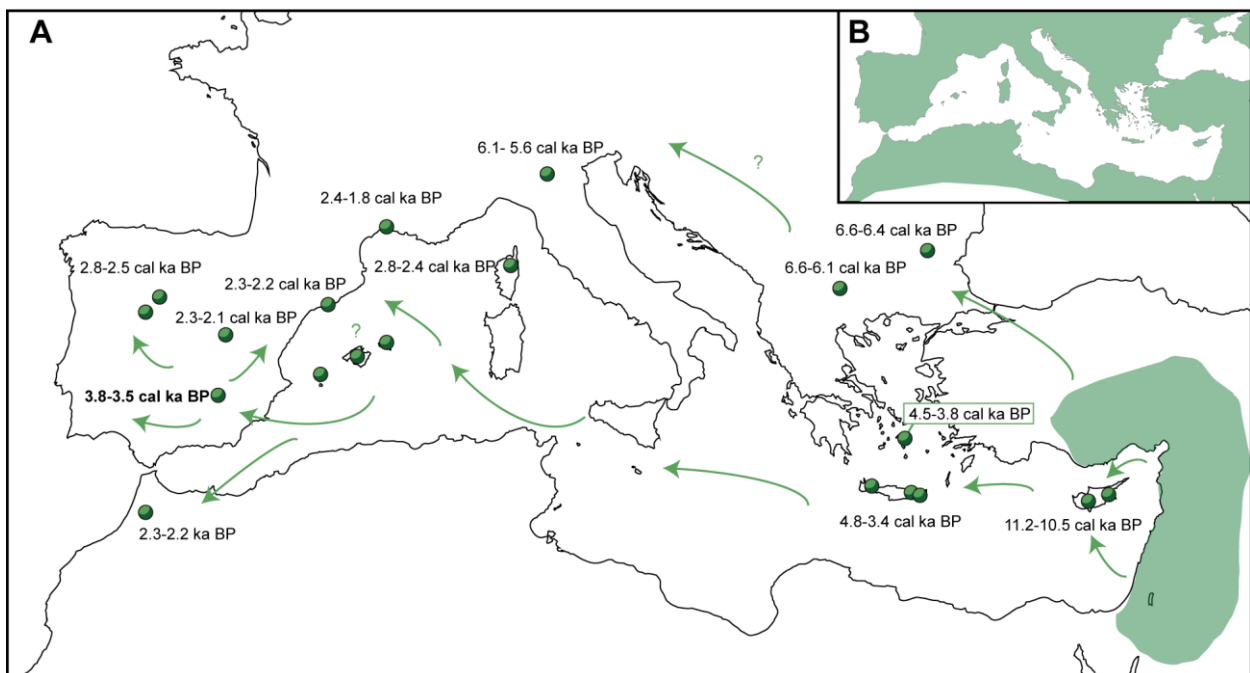 A
B
6.1- 5.6 cal ka BP
?
2.4-1.8 cal ka BP
6.6-6.4 cal ka BP
2.8-2.5 cal ka BP
2.8-2.4 cal ka BP
6.6-6.1 cal ka BP
2.3-2.2 cal ka BP
2.3-2.1 cal ka BP
?
3.8-3.5 cal ka BP
4.5-3.8 cal ka BP
4.8-3.4 cal ka BP
11.2-10.5 cal ka BP
2.3-2.2 ka BP